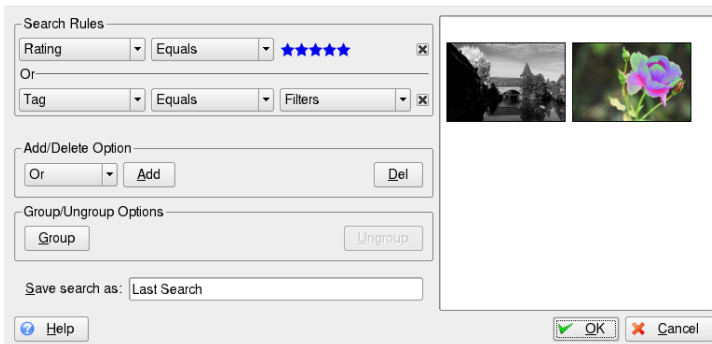 Search Rules
Rating Equals
Or
Tag Equals Filters
Add/Delete Option
Or Add Del
Group/Ungroup Options
Group Ungroup
Save search as: Last Search
Help OK Cancel